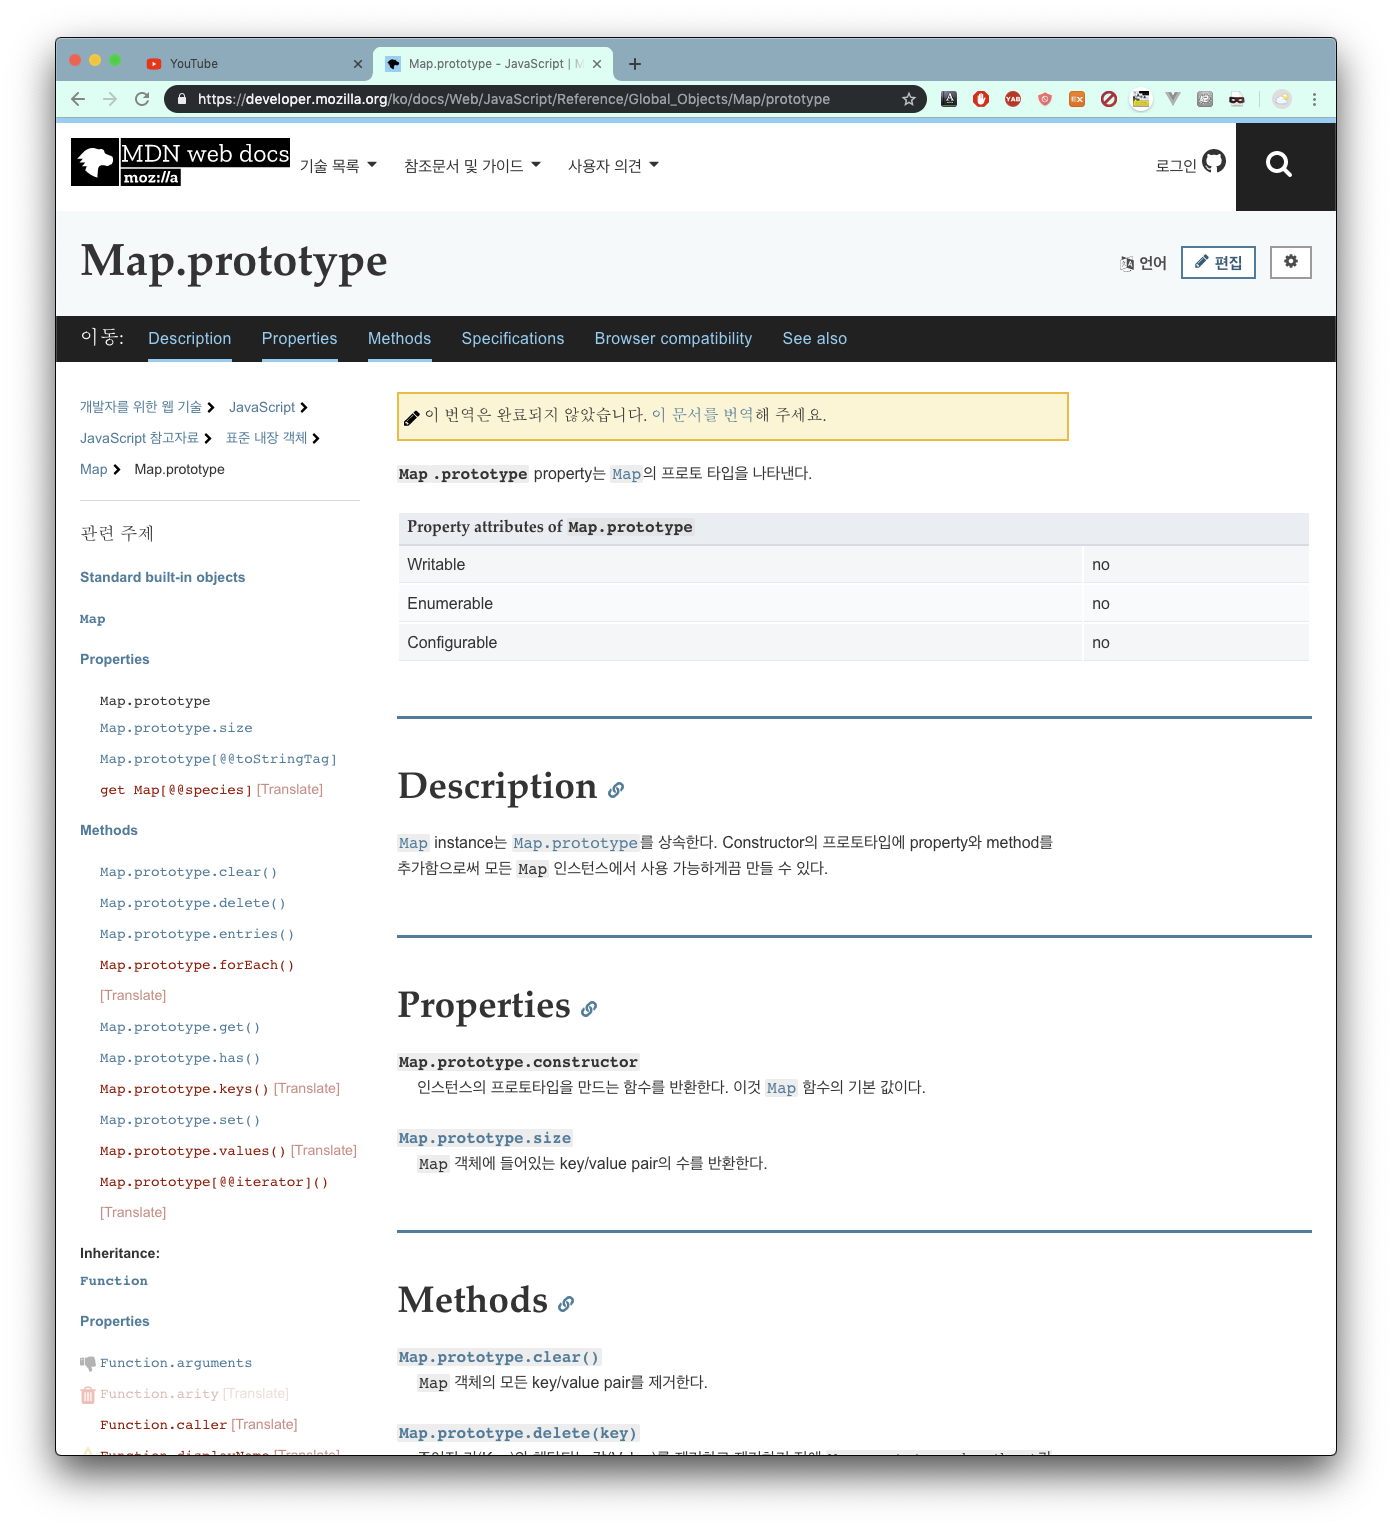 YouTube
Map.prototype - JavaScript | M
https://developer.mozilla.org/ko/docs/Web/JavaScript/Reference/Global_Objects/Map/prototype
MDN web docs
moz://a
기술 목록
참조문서 및 가이드
사용자 의견
로그인
Map.prototype
언어
편집
이동:
Description
Properties
Methods
Specifications
Browser compatibility
See also
개발자를 위한 웹 기술
JavaScript
JavaScript 참고자료
표준 내장 객체
Map
Map.prototype
관련 주제
Standard built-in objects
Map
Properties
Map.prototype
Map.prototype.size
Map.prototype[@@toStringTag]
get Map[@@species] [Translate]
Methods
Map.prototype.clear()
Map.prototype.delete()
Map.prototype.entries()
Map.prototype.forEach()
[Translate]
Map.prototype.get()
Map.prototype.has()
Map.prototype.keys() [Translate]
Map.prototype.set()
Map.prototype.values() [Translate]
Map.prototype[@@iterator]()
[Translate]
Inheritance:
Function
Properties
Function.arguments
Function.arity [Translate]
Function.caller [Translate]
Function.displayName [Translate]
이 번역은 완료되지 않았습니다. 이 문서를 번역해 주세요.
Map .prototype property는 Map의 프로토 타입을 나타낸다.
Property attributes of Map.prototype
Writable no
Enumerable no
Configurable no
Description
Map instance는 Map.prototype를 상속한다. Constructor의 프로토타입에 property와 method를
추가함으로써 모든 Map 인스턴스에서 사용 가능하게끔 만들 수 있다.
Properties
Map.prototype.constructor
인스턴스의 프로토타입을 만드는 함수를 반환한다. 이것 Map 함수의 기본 값이다.
Map.prototype.size
Map 객체에 들어있는 key/value pair의 수를 반환한다.
Methods
Map.prototype.clear()
Map 객체의 모든 key/value pair를 제거한다.
Map.prototype.delete(key)